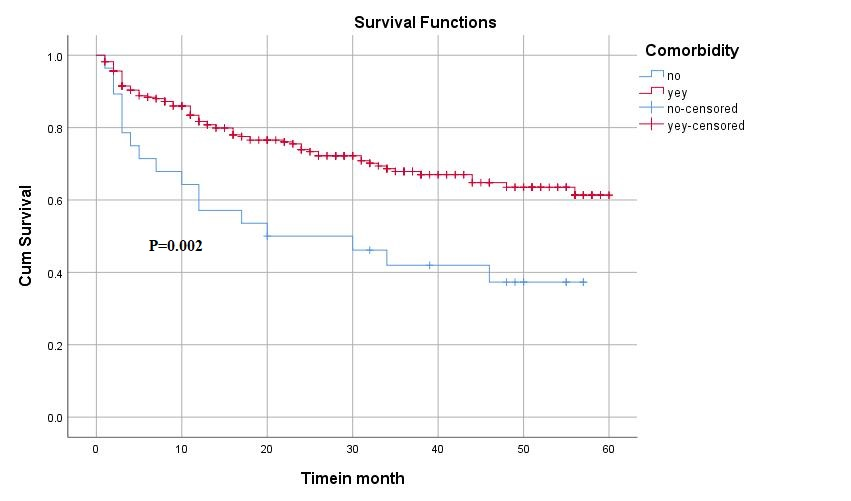 Survival Functions
Comorbidity
no
yey
no-censored
yey-censored
1.0
0.8
0.6
0.4
0.2
0.0
Cum Survival
P=0.002
0 10 20 30 40 50 60
Timein month